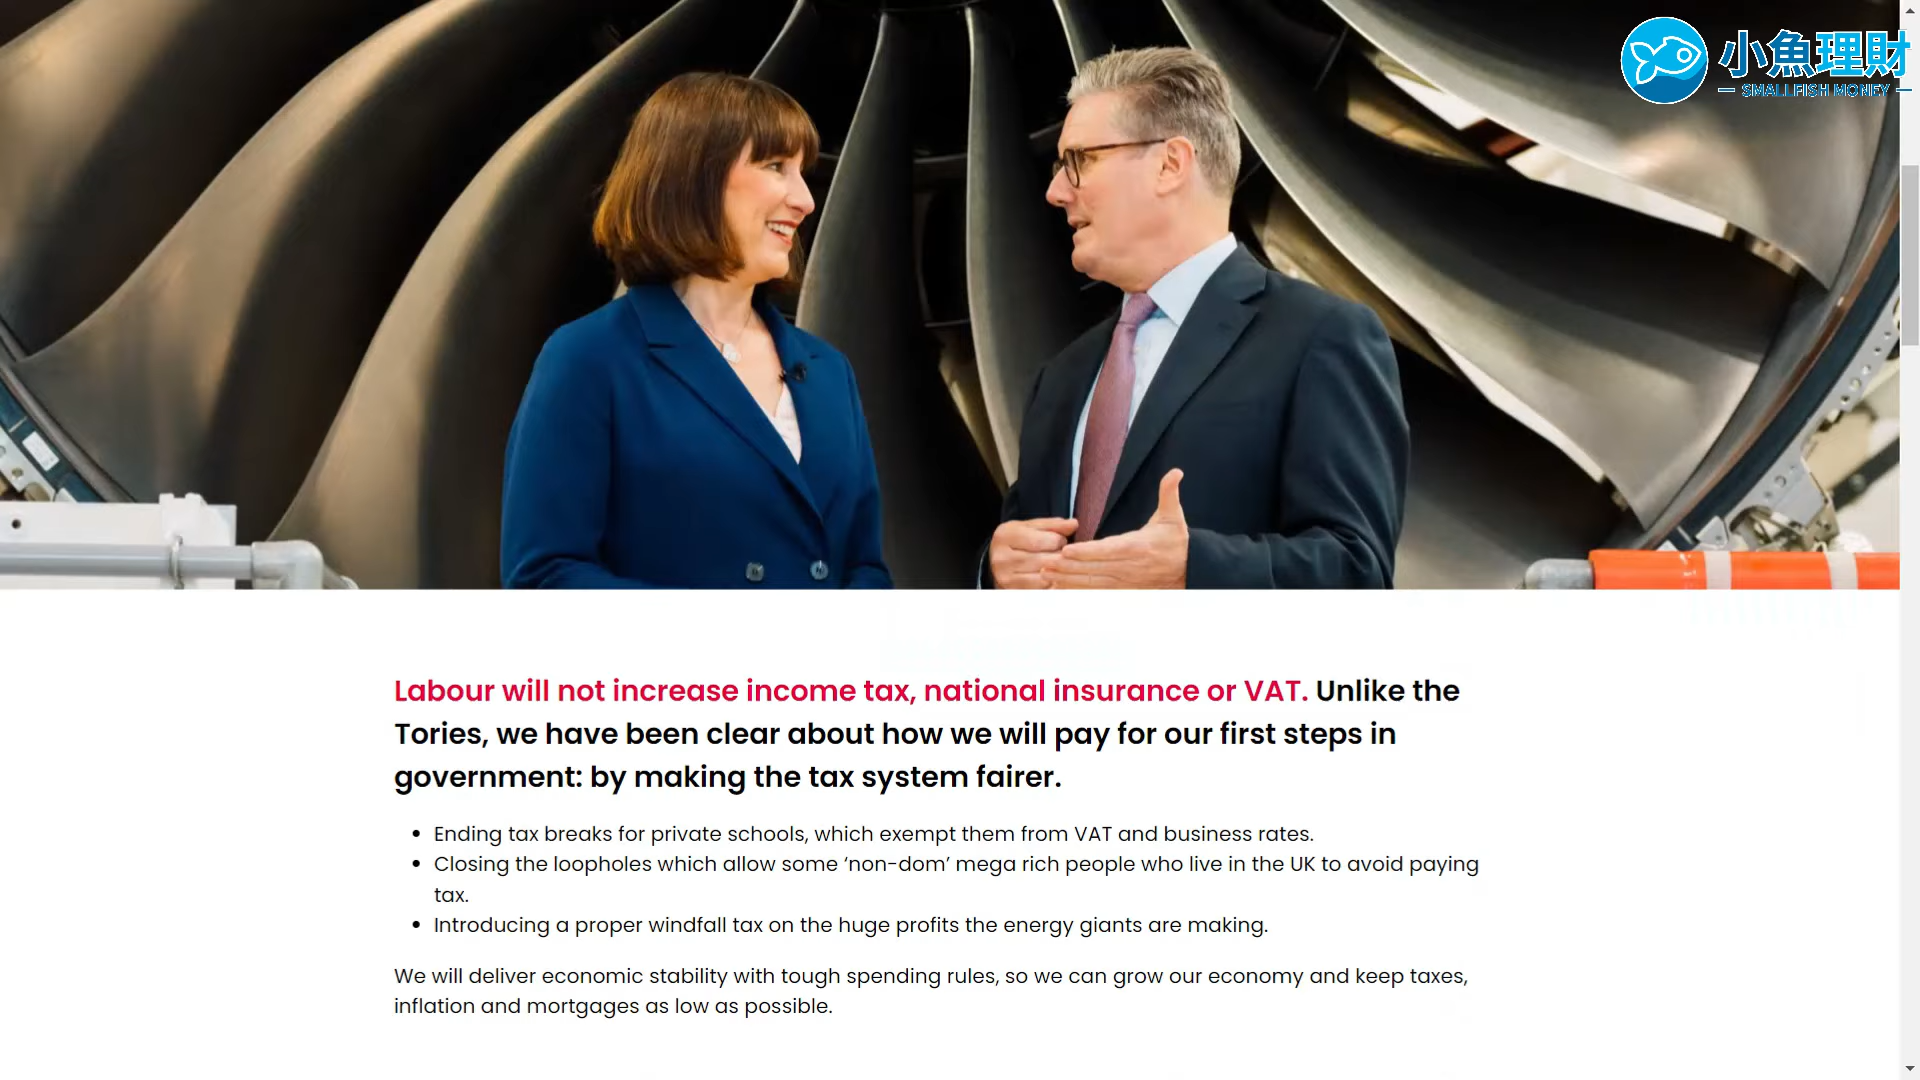 小魚理財
SMALLFISH MONEY
Labour will not increase income tax, national insurance or VAT. Unlike the
Tories, we have been clear about how we will pay for our first steps in
government: by making the tax system fairer.
• Ending tax breaks for private schools, which exempt them from VAT and business rates.
• Closing the loopholes which allow some ‘non-dom’ mega rich people who live in the UK to avoid paying
tax.
• Introducing a proper windfall tax on the huge profits the energy giants are making.
We will deliver economic stability with tough spending rules, so we can grow our economy and keep taxes,
inflation and mortgages as low as possible.